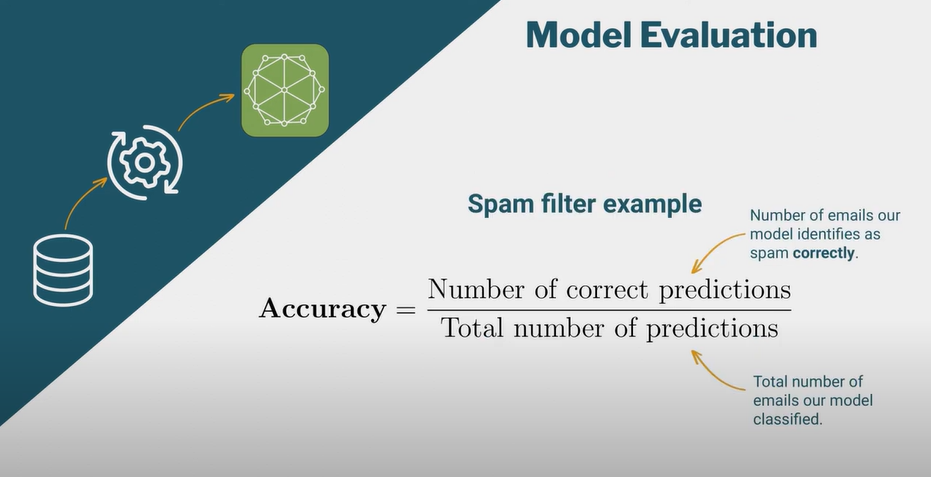 Model Evaluation
Spam filter example
Number of emails our
model identifies as
spam correctly.
Accuracy = Number of correct predictions
Total number of predictions
Total number of
emails our model
classified.